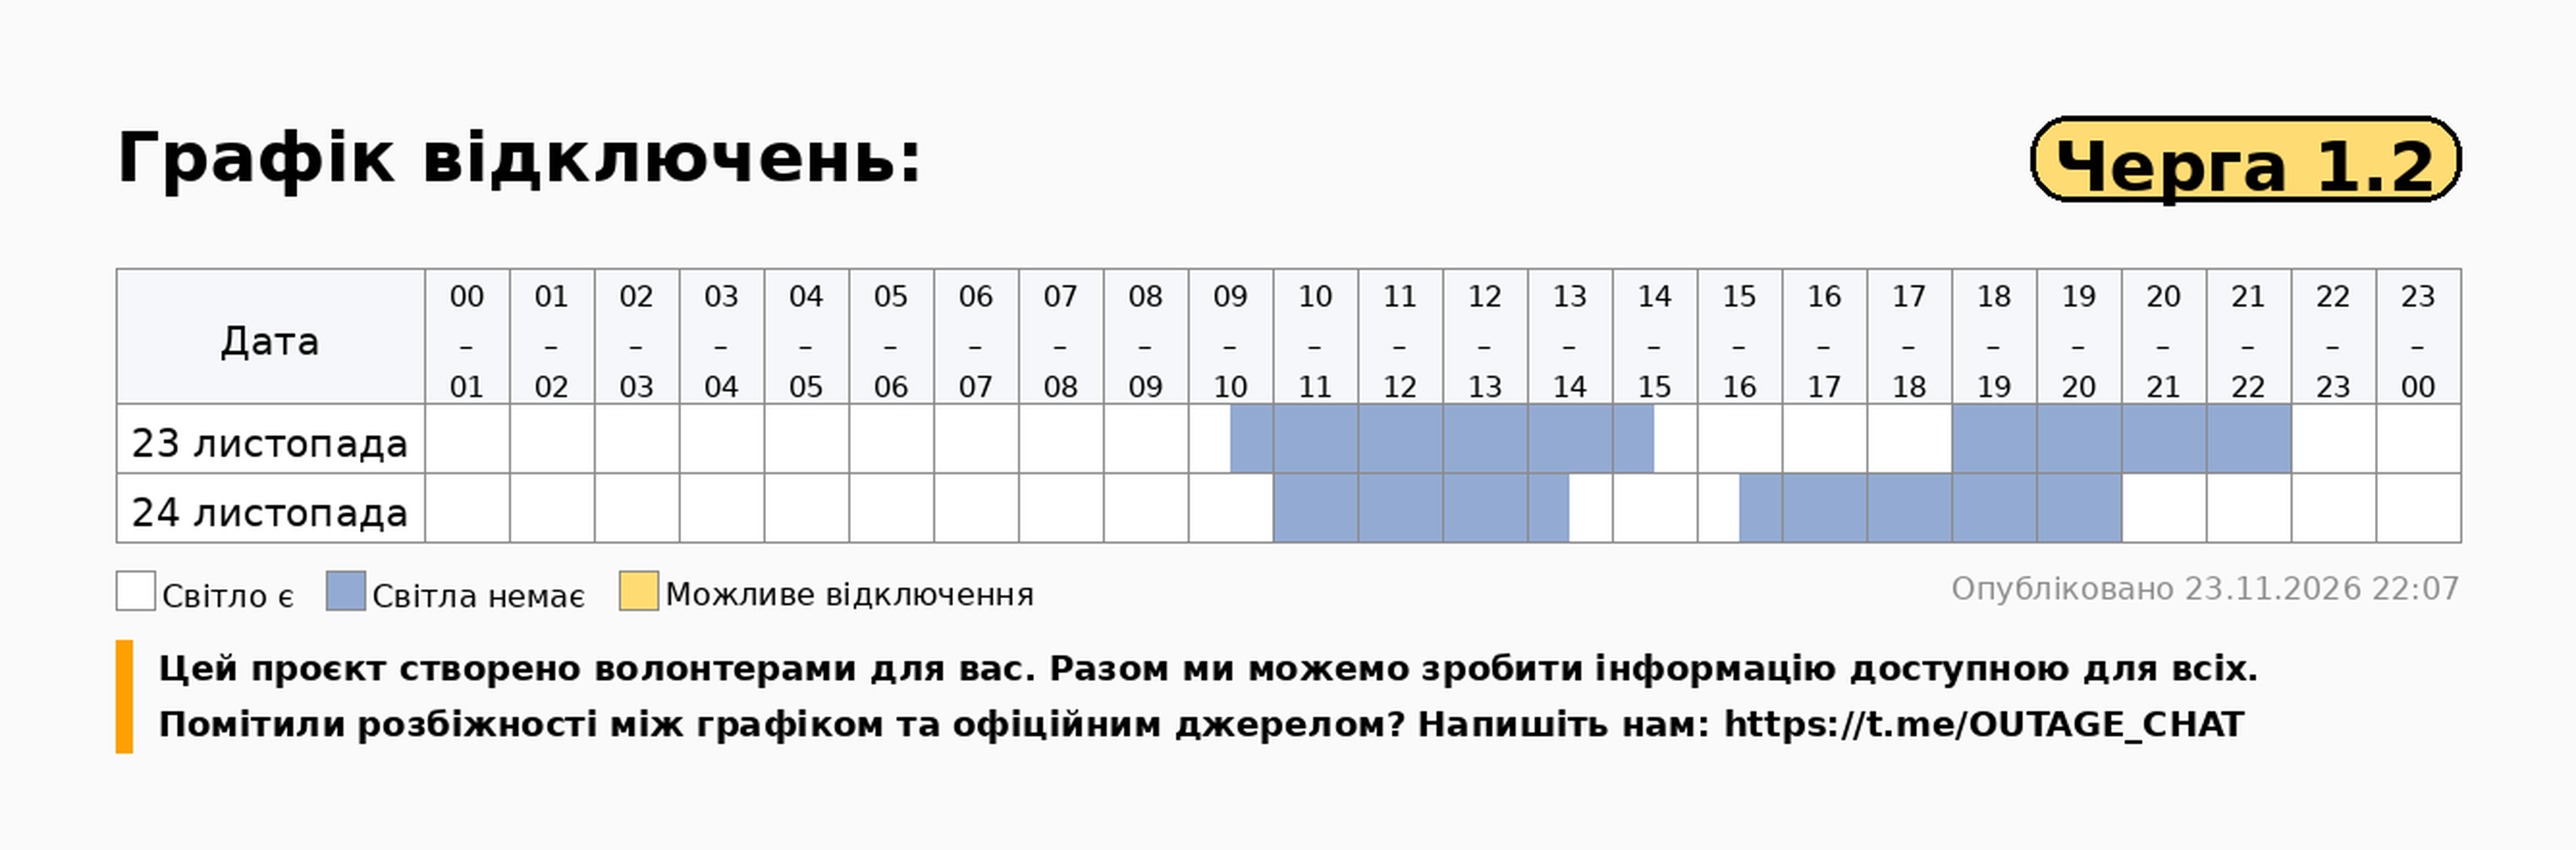 Графік відключень:
Черга 1.2
Дата
00 – 01
01 – 02
02 – 03
03 – 04
04 – 05
05 – 06
06 – 07
07 – 08
08 – 09
09 – 10
10 – 11
11 – 12
12 – 13
13 – 14
14 – 15
15 – 16
16 – 17
17 – 18
18 – 19
19 – 20
20 – 21
21 – 22
22 – 23
23 – 00
23 листопада
24 листопада
Світло є
Світла немає
Можливе відключення
Опубліковано 23.11.2026 22:07
Цей проєкт створено волонтерами для вас. Разом ми можемо зробити інформацію доступною для всіх.
Помітили розбіжності між графіком та офіційним джерелом? Напишіть нам: https://t.me/OUTAGE_CHAT